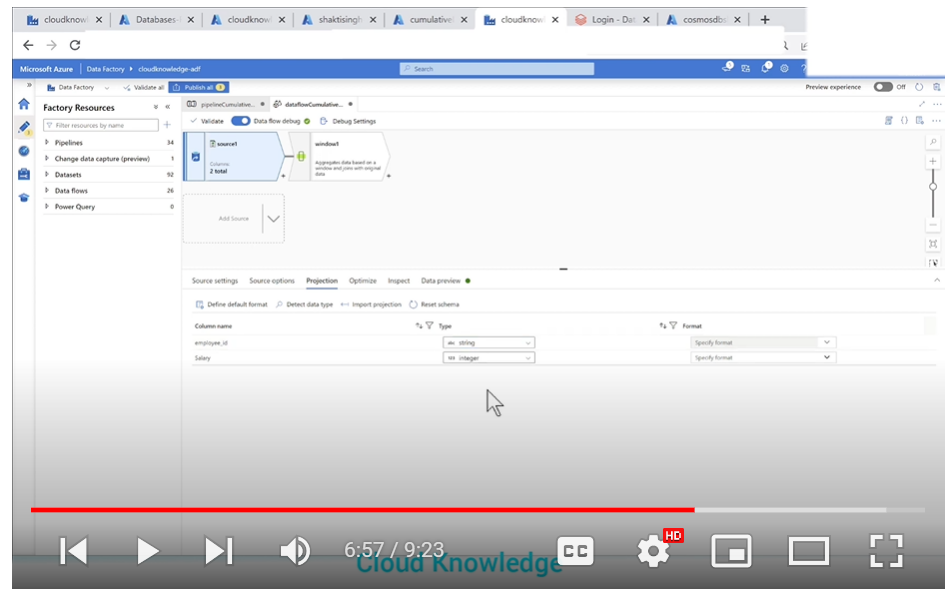 cloudknowl
Databases-
cloudknowl
shaktisingh
cumulative
cloudknowl
Login - Dat
cosmosdbs
Microsoft Azure
Data Factory
cloudknowledge-adf
Search
Data Factory
Validate all
Publish all
Preview experience
Off
Factory Resources
pipelineCumulative...
dataflowCumulative...
Filter resources by name
Validate
Data flow debug
Debug Settings
Pipelines 34
Change data capture (preview) 1
Datasets 92
Data flows 26
Power Query 0
source1
Columns
2 total
window1
Aggregates data based on a
window and joins with original
data
Add Source
Source settings
Source options
Projection
Optimize
Inspect
Data preview
Define default format
Detect data type
Import projection
Reset schema
Column name
Type
Format
employee_id
abc string
Specify format
Salary
123 integer
Specify format
6:57 / 9:23
CC
HD
Cloud Knowledge